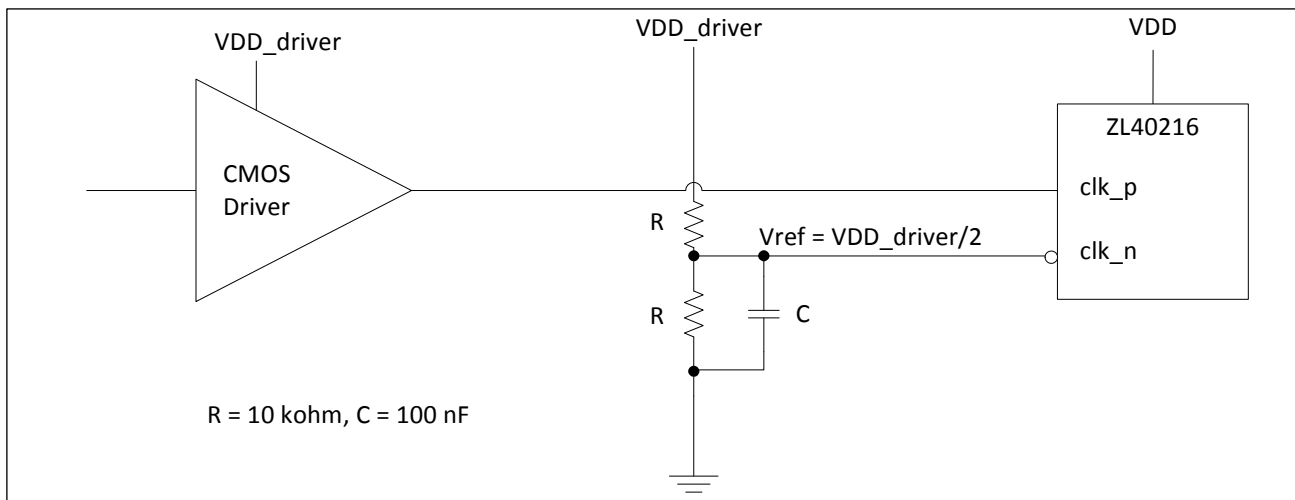 VDD_driver
VDD_driver
VDD
ZL40216
CMOS
Driver
clk_p
R
Vref = VDD_driver/2
clk_n
R
C
R = 10 kohm, C = 100 nF